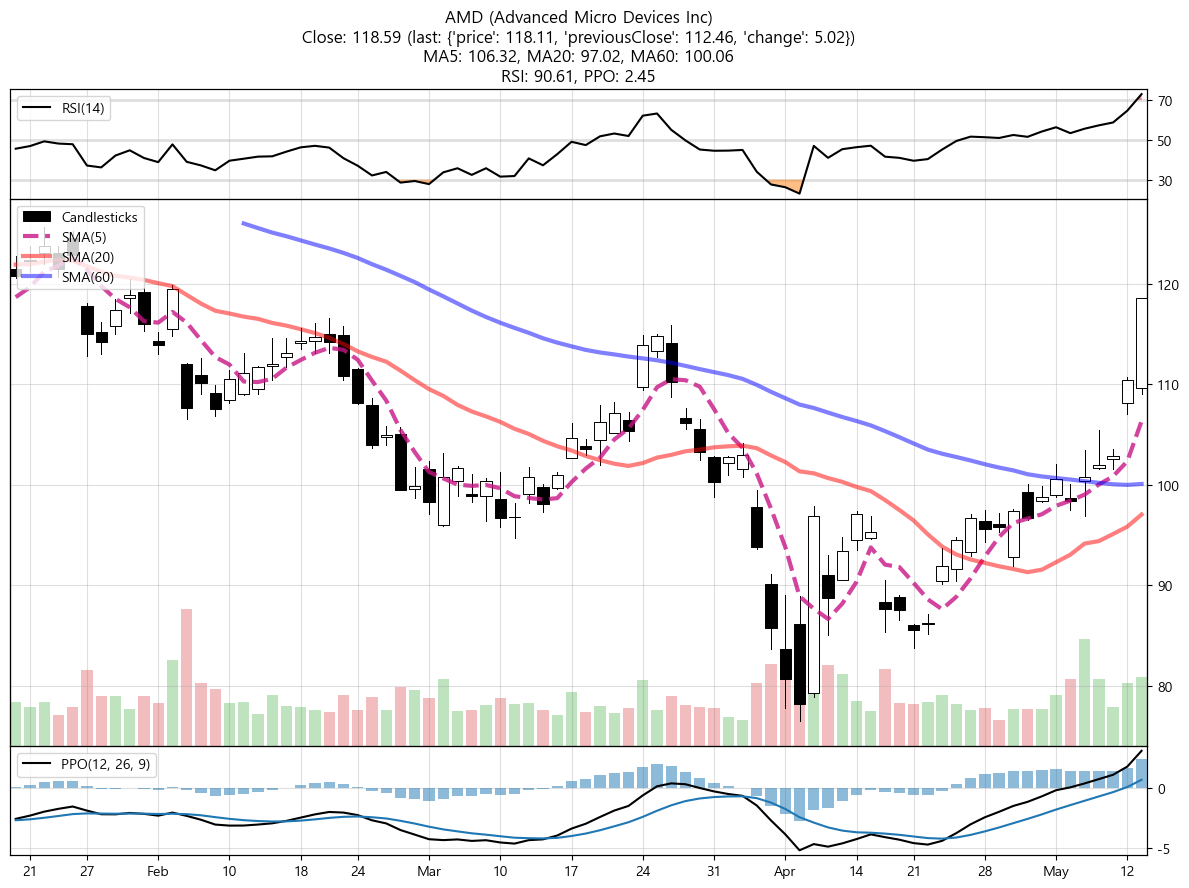 AMD (Advanced Micro Devices Inc)
Close: 118.59 (last: {'price': 118.11, 'previousClose': 112.46, 'change': 5.02})
MA5: 106.32, MA20: 97.02, MA60: 100.06
RSI: 90.61, PPO: 2.45
RSI(14)
70
50
30
Candlesticks
SMA(5)
SMA(20)
SMA(60)
120
110
100
90
80
PPO(12, 26, 9)
0
-5
21 27 Feb 10 18 24 Mar 10 17 24 31 Apr 14 21 28 May 12